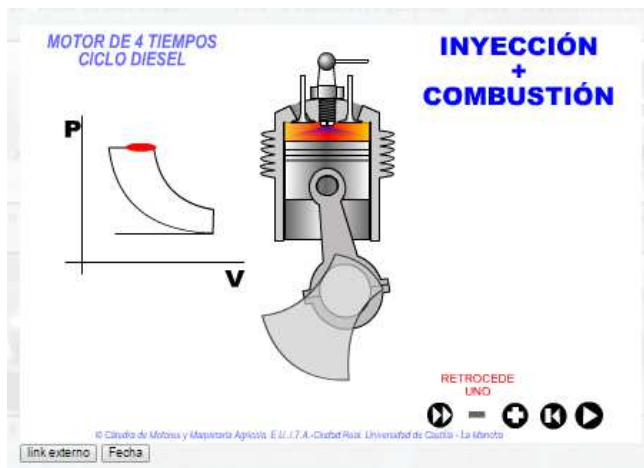 MOTOR DE 4 TIEMPOS
CICLO DIESEL
INYECCIÓN
+
COMBUSTIÓN
P
V
RETROCEDE
UNO
© Cátedra de Motores y Maquinaria Agrícola. E.U.I.T.A.-Ciudad Real. Universidad de Castilla - La Mancha
link externo Fecha